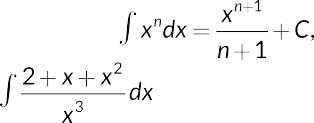 ∫ xⁿdx = xⁿ⁺¹/(n+1) + C,
∫ (2 + x + x²)/x³ dx